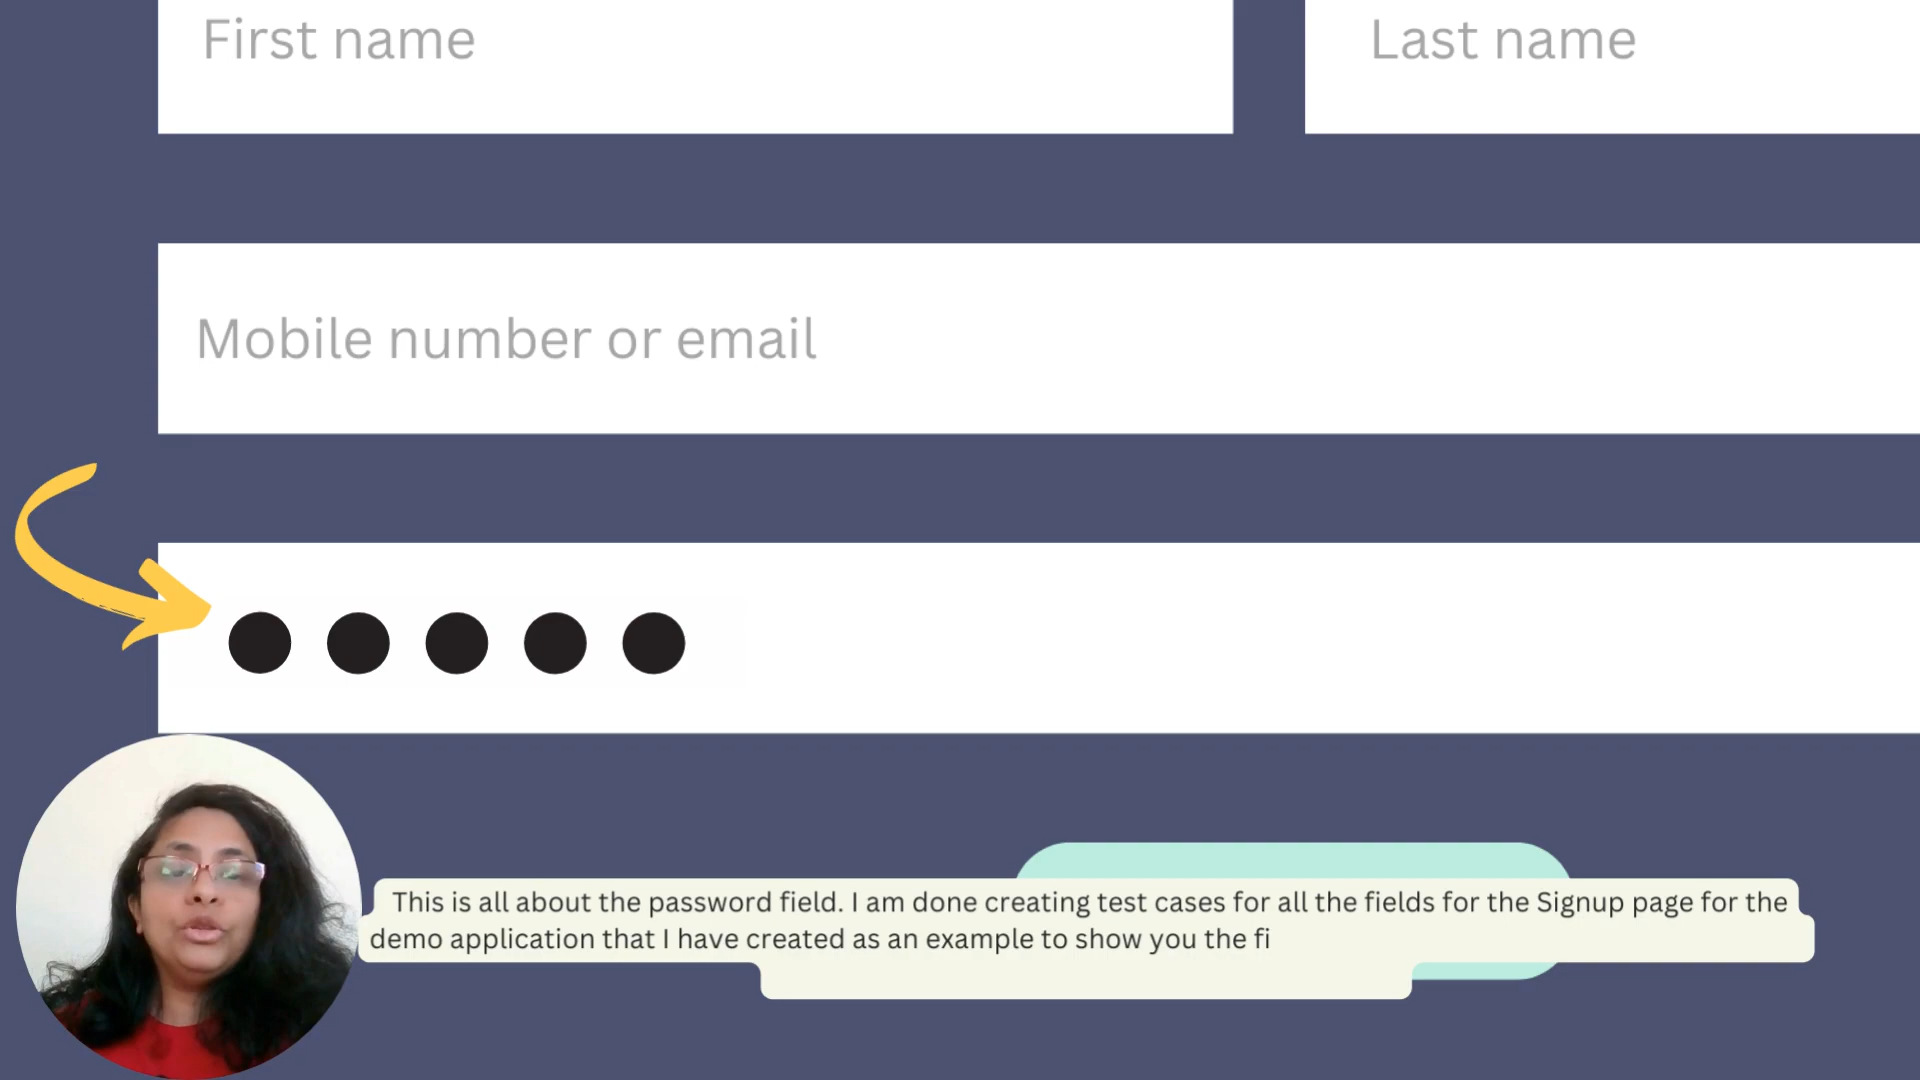 First name
Last name
Mobile number or email
This is all about the password field. I am done creating test cases for all the fields for the Signup page for the
demo application that I have created as an example to show you the fi